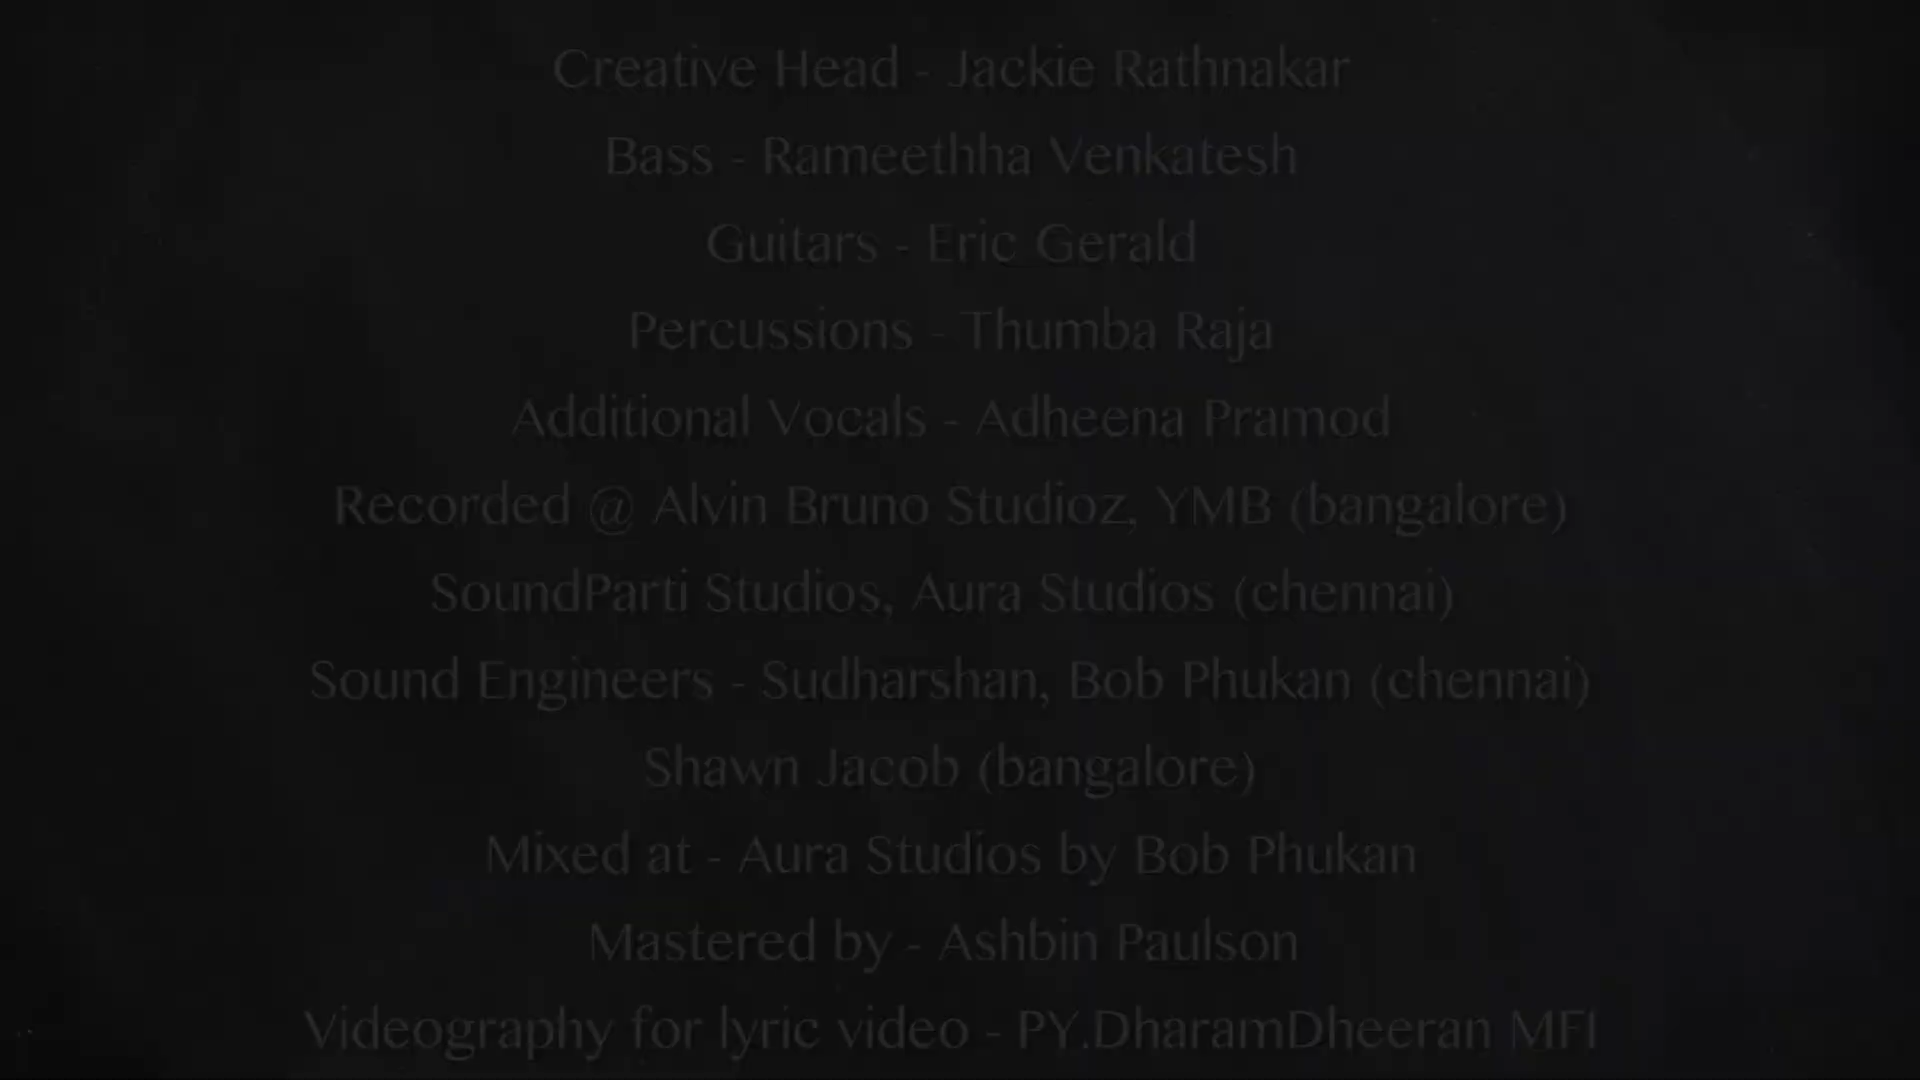 Creative Head - Jackie Rathnakar
Bass - Rameethha Venkatesh
Guitars - Eric Gerald
Percussions - Thumba Raja
Additional Vocals - Adheena Pramod
Recorded @ Alvin Bruno Studioz, YMB (bangalore)
SoundParti Studios, Aura Studios (chennai)
Sound Engineers - Sudharshan, Bob Phukan (chennai)
Shawn Jacob (bangalore)
Mixed at - Aura Studios by Bob Phukan
Mastered by - Ashbin Paulson
Videography for lyric video - PY.DharamDheeran MFI